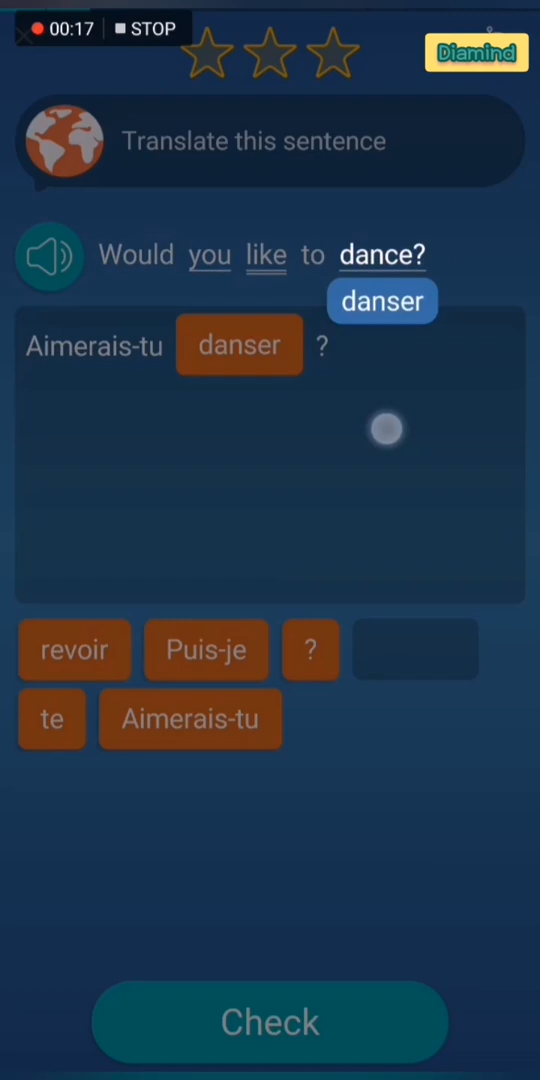 00:17 STOP
Diamind
Translate this sentence
Would you like to dance?
danser
Aimerais-tu danser ?
revoir Puis-je ?
te Aimerais-tu
Check